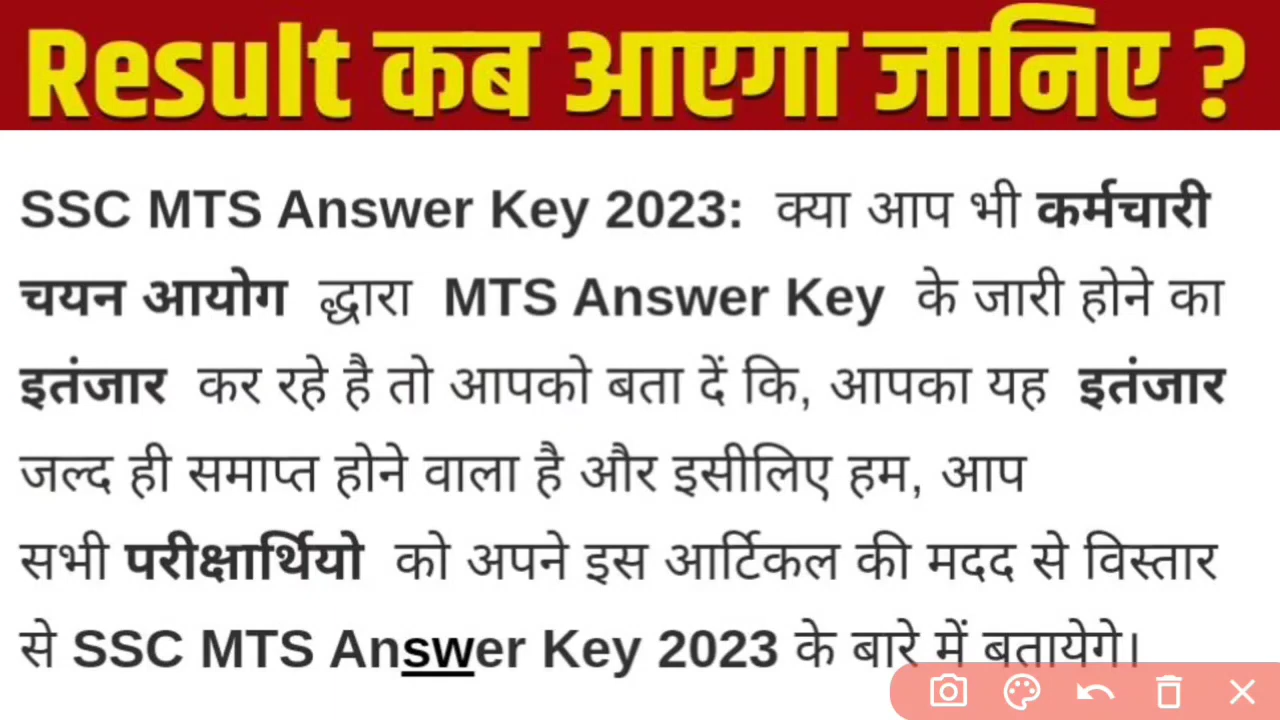 Result कब आएगा जानिए ?
SSC MTS Answer Key 2023: क्या आप भी कर्मचारी
चयन आयोग द्धारा MTS Answer Key के जारी होने का
इतंजार कर रहे है तो आपको बता दें कि, आपका यह इतंजार
जल्द ही समाप्त होने वाला है और इसीलिए हम, आप
सभी परीक्षार्थियो को अपने इस आर्टिकल की मदद से विस्तार
से SSC MTS Answer Key 2023 के बारे में बतायेगे।